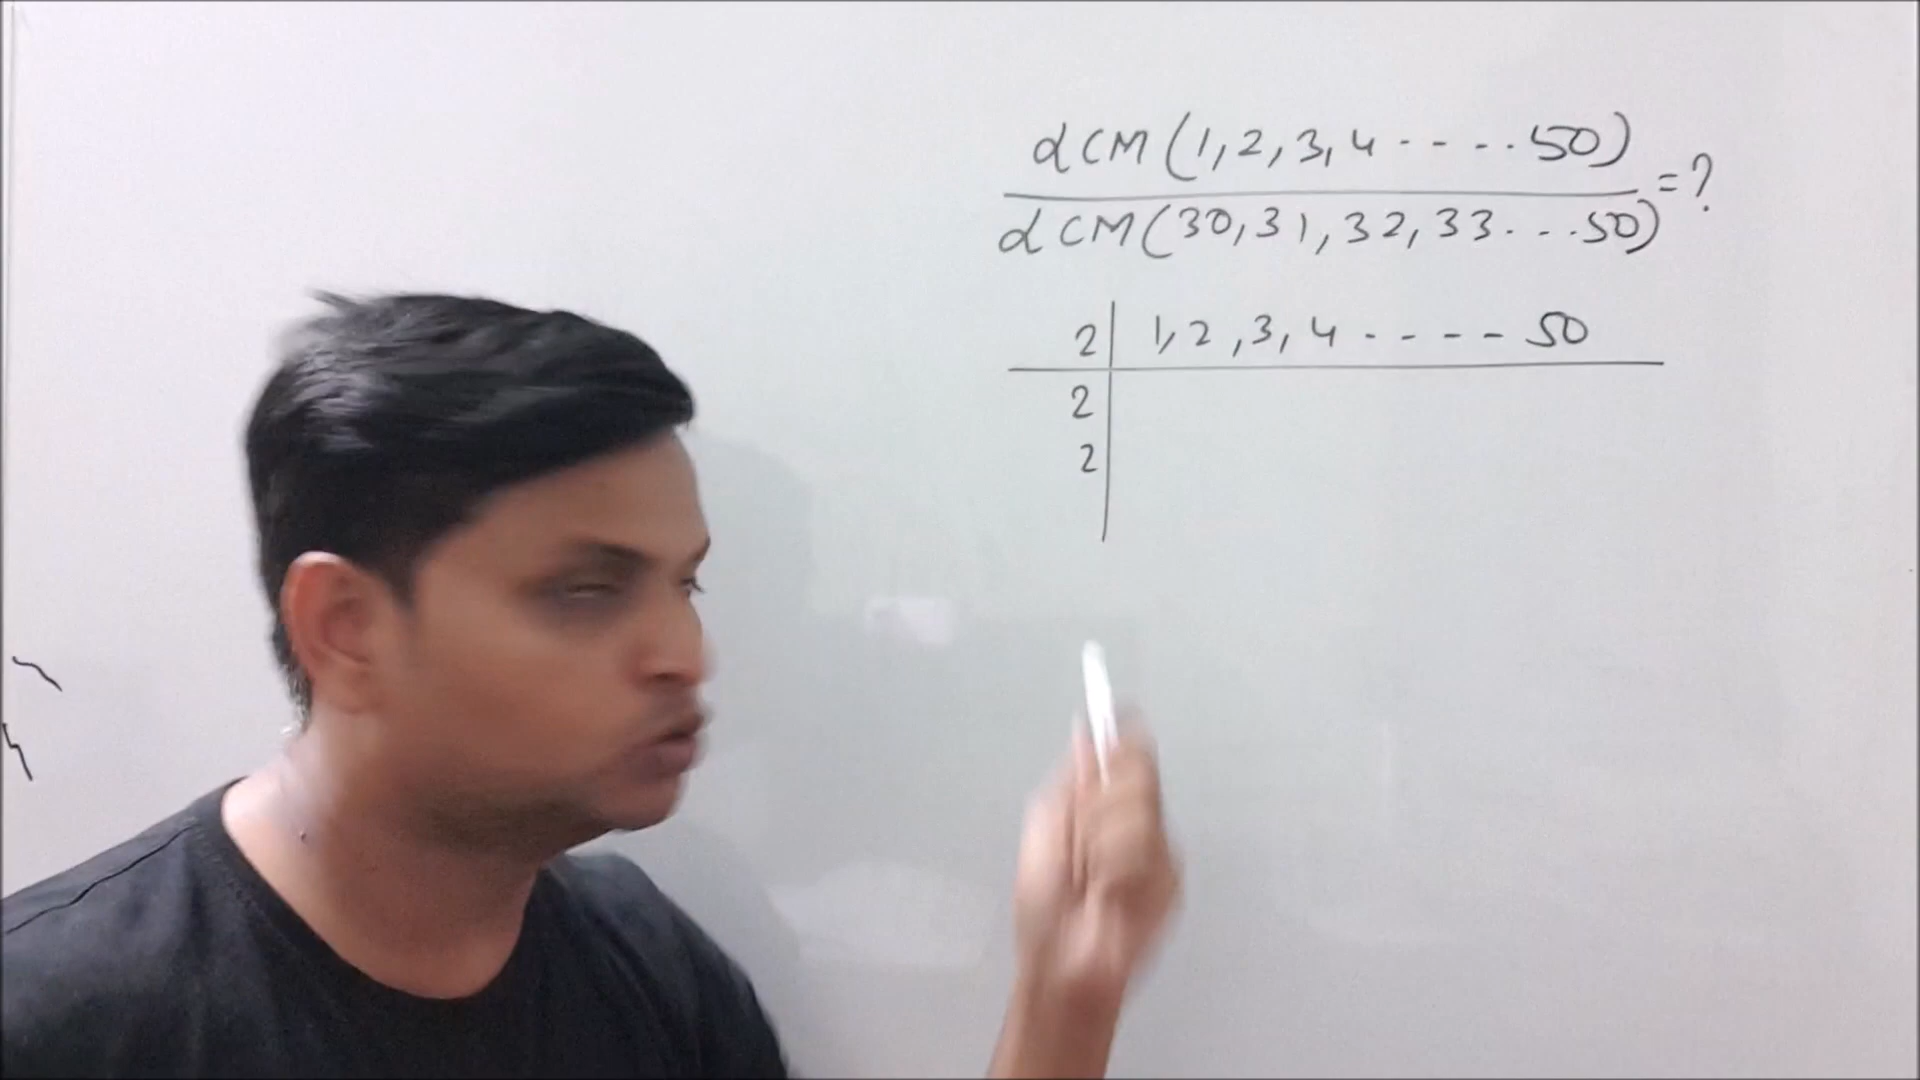 LCM (1, 2, 3, 4 - - - - 50)
= ?
LCM (30, 31, 32, 33 - - - 50)
2 | 1, 2, 3, 4 - - - - 50
2
2